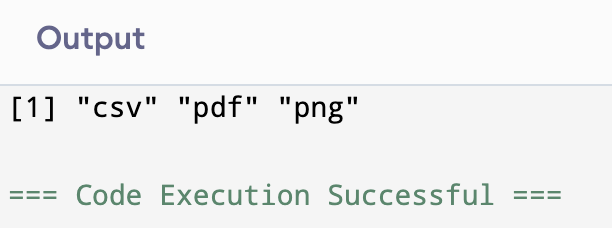 Output
[1] "csv" "pdf" "png"
=== Code Execution Successful ===